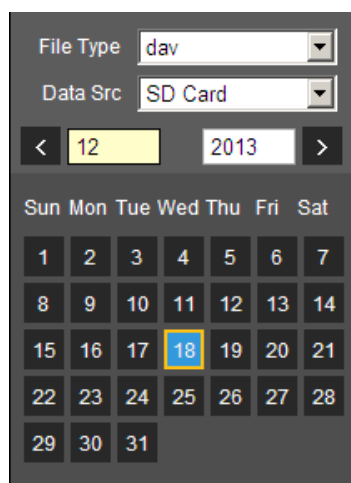 File Type dav
Data Src SD Card
< 12 2013 >
Sun Mon Tue Wed Thu Fri Sat
1 2 3 4 5 6 7
8 9 10 11 12 13 14
15 16 17 18 19 20 21
22 23 24 25 26 27 28
29 30 31